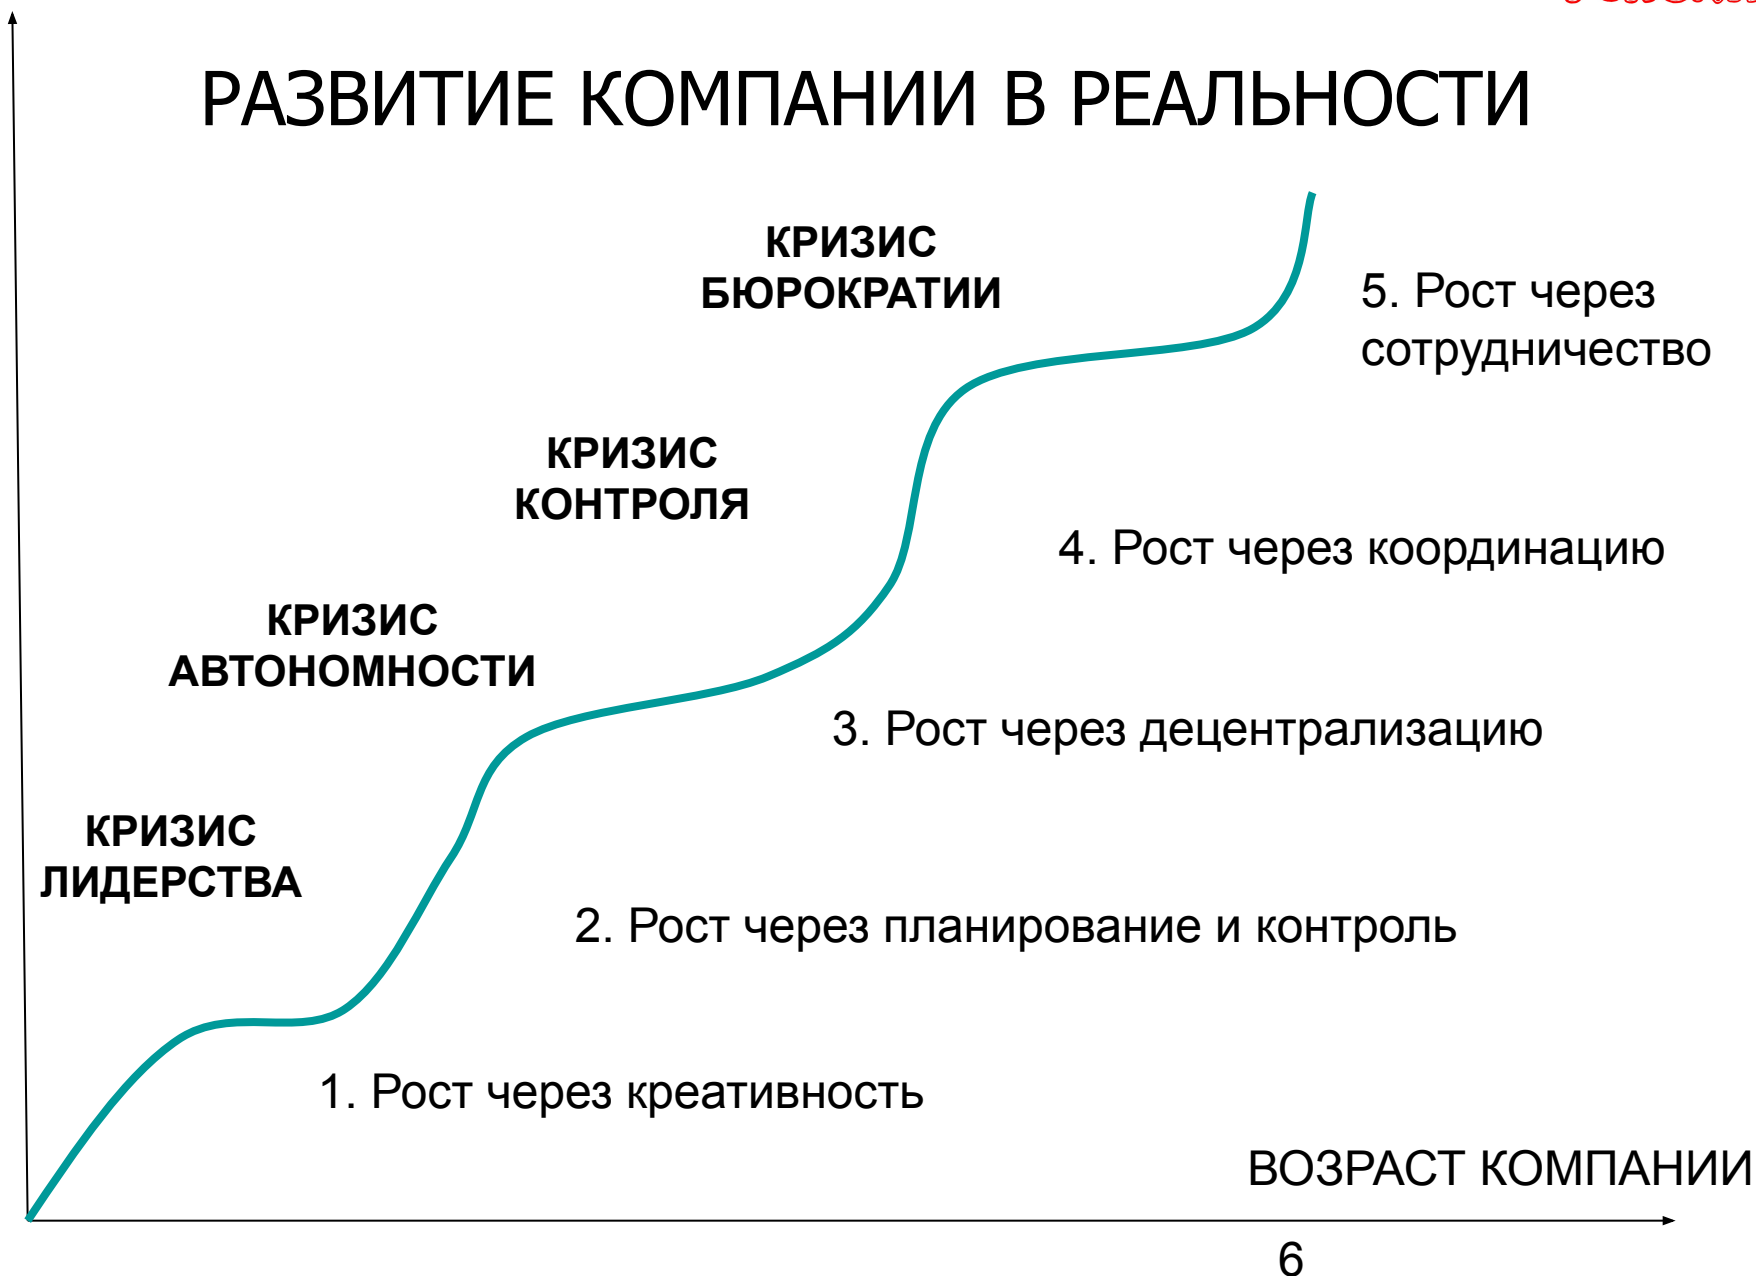 РАЗВИТИЕ КОМПАНИИ В РЕАЛЬНОСТИ
КРИЗИС
БЮРОКРАТИИ
5. Рост через
сотрудничество
КРИЗИС
КОНТРОЛЯ
4. Рост через координацию
КРИЗИС
АВТОНОМНОСТИ
3. Рост через децентрализацию
КРИЗИС
ЛИДЕРСТВА
2. Рост через планирование и контроль
1. Рост через креативность
ВОЗРАСТ КОМПАНИИ
6